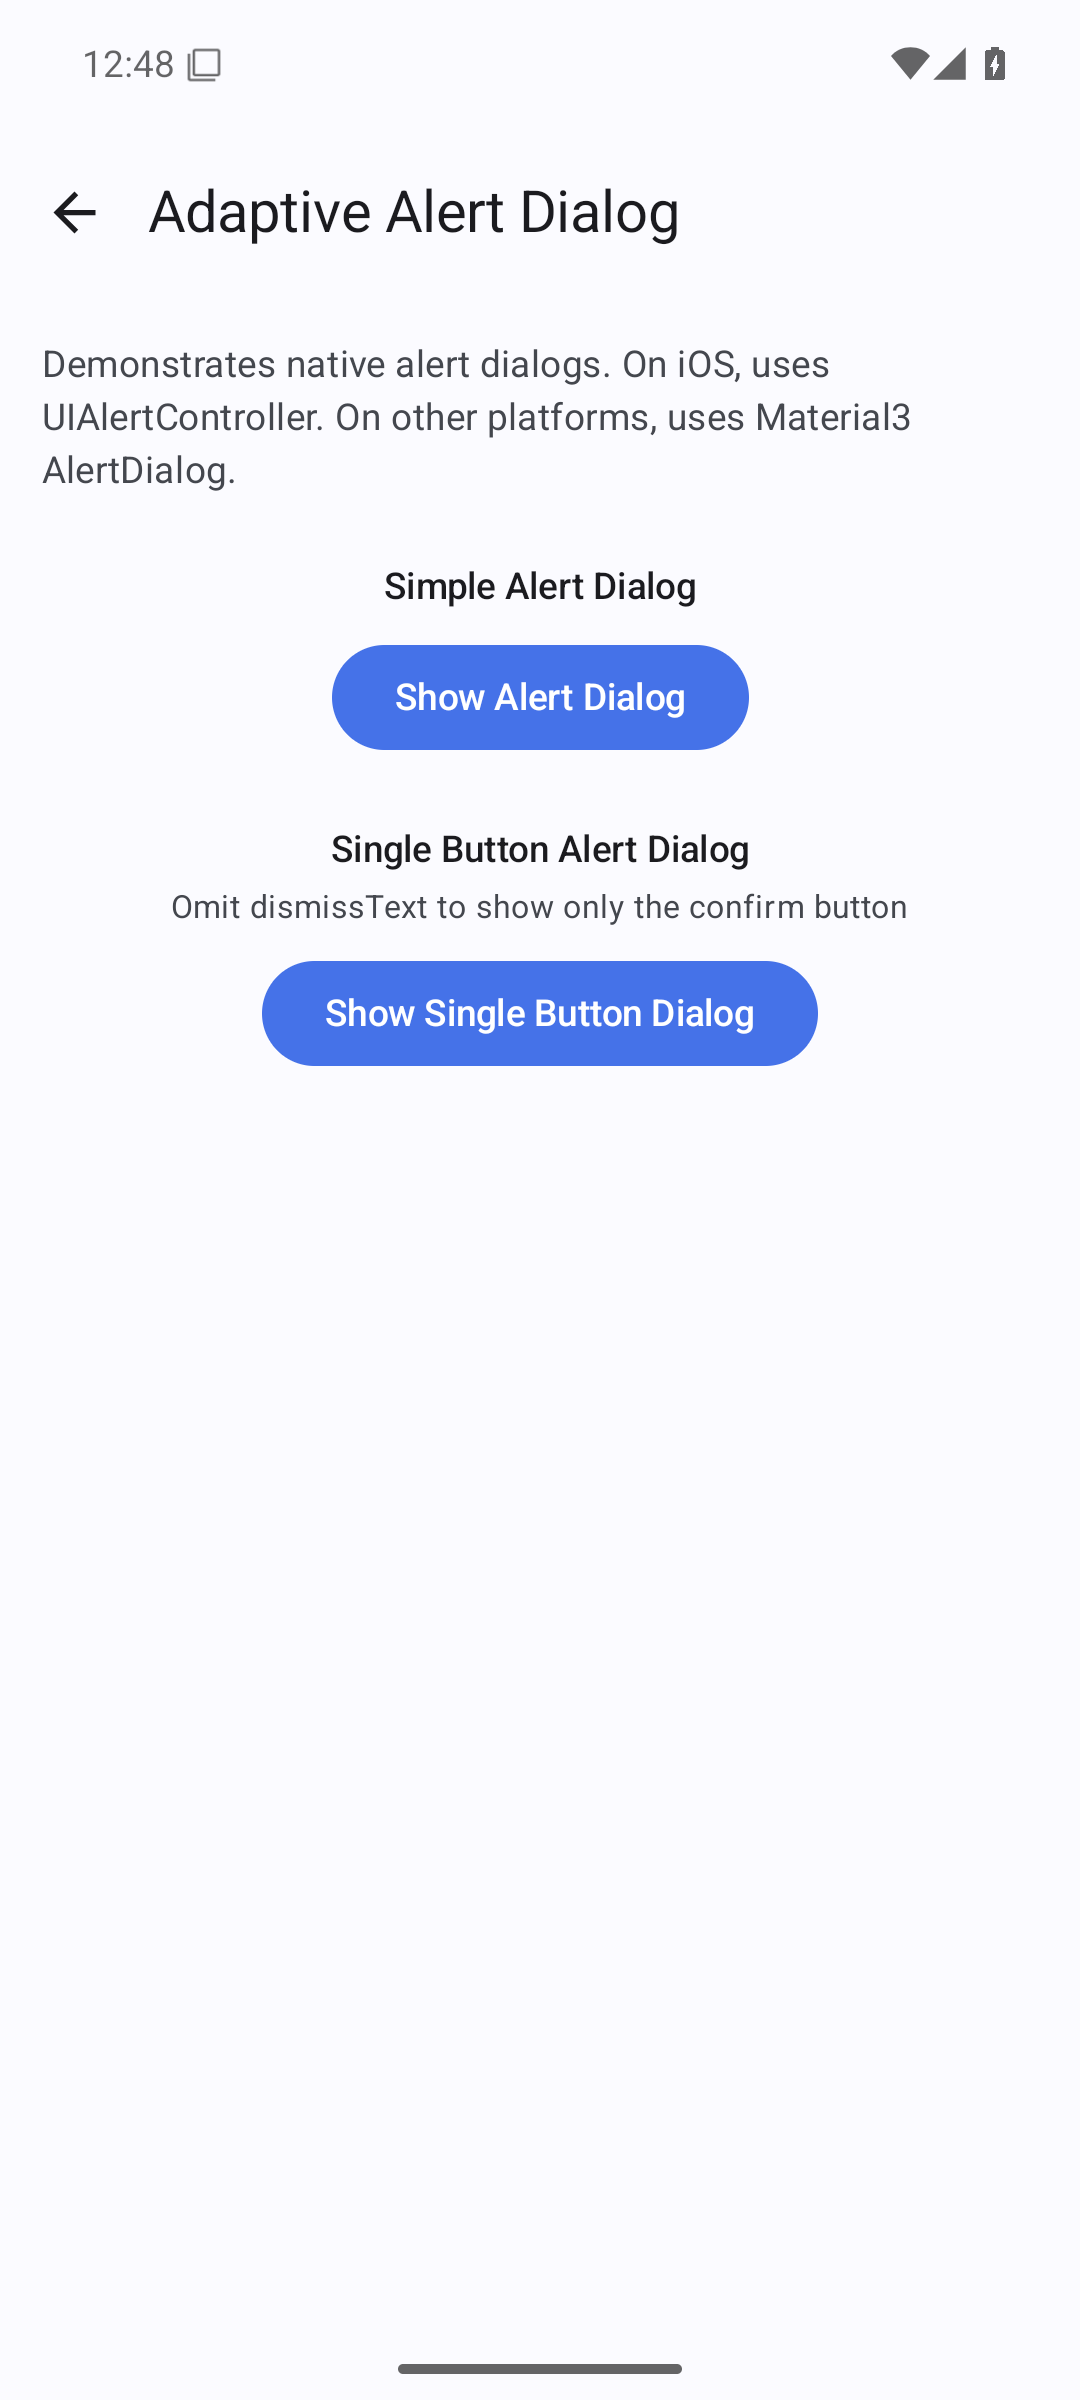 12:48
Adaptive Alert Dialog
Demonstrates native alert dialogs. On iOS, uses
UIAlertController. On other platforms, uses Material3
AlertDialog.
Simple Alert Dialog
Show Alert Dialog
Single Button Alert Dialog
Omit dismissText to show only the confirm button
Show Single Button Dialog